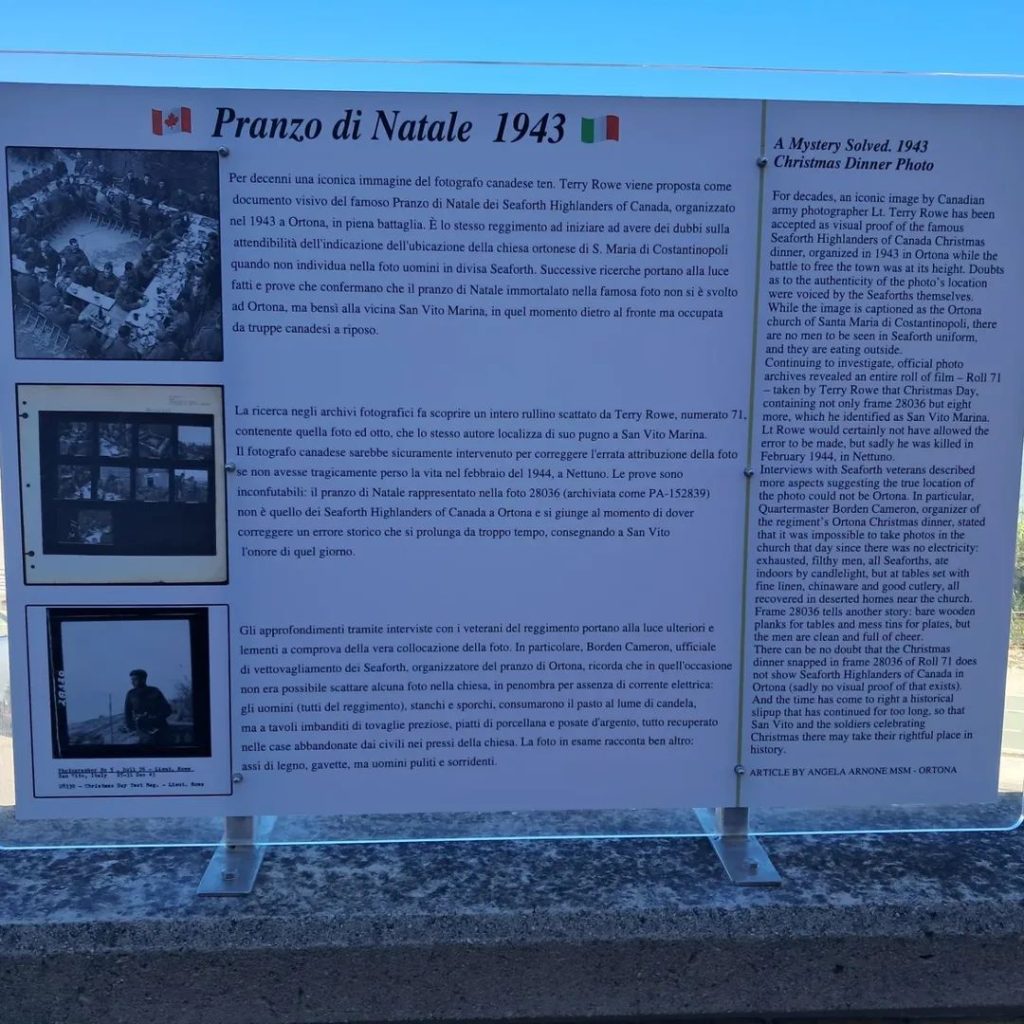 Pranzo di Natale 1943
Per decenni una iconica immagine del fotografo canadese ten. Terry Rowe viene proposta come
documento visivo del famoso Pranzo di Natale dei Seaforth Highlanders of Canada, organizzato
nel 1943 a Ortona, in piena battaglia. È lo stesso reggimento ad iniziare ad avere dei dubbi sulla
attendibilità dell'indicazione dell'ubicazione della chiesa ortonese di S. Maria di Costantinopoli
quando non individua nella foto uomini in divisa Seaforth. Successive ricerche portano alla luce
fatti e prove che confermano che il pranzo di Natale immortalato nella famosa foto non si è svolto
ad Ortona, ma bensì alla vicina San Vito Marina, in quel momento dietro al fronte ma occupata
da truppe canadesi a riposo.
La ricerca negli archivi fotografici fa scoprire un intero rullino scattato da Terry Rowe, numerato 71,
contenente quella foto ed otto, che lo stesso autore localizza di suo pugno a San Vito Marina.
Il fotografo canadese sarebbe sicuramente intervenuto per correggere l'errata attribuzione della foto
se non avesse tragicamente perso la vita nel febbraio del 1944, a Nettuno. Le prove sono
inconfutabili: il pranzo di Natale rappresentato nella foto 28036 (archiviata come PA-152839)
non è quello dei Seaforth Highlanders of Canada a Ortona e si giunge al momento di dover
correggere un errore storico che si prolunga da troppo tempo, consegnando a San Vito
l'onore di quel giorno.
Gli approfondimenti tramite interviste con i veterani del reggimento portano alla luce ulteriori e
lementi a comprova della vera collocazione della foto. In particolare, Borden Cameron, ufficiale
di vettovagliamento dei Seaforth, organizzatore del pranzo di Ortona, ricorda che in quell'occasione
non era possibile scattare alcuna foto nella chiesa, in penombra per assenza di corrente elettrica:
gli uomini (tutti del reggimento), stanchi e sporchi, consumarono il pasto al lume di candela,
ma a tavoli imbanditi di tovaglie preziose, piatti di porcellana e posate d'argento, tutto recuperato
nelle case abbandonate dai civili nei pressi della chiesa. La foto in esame racconta ben altro:
assi di legno, gavette, ma uomini puliti e sorridenti.
Photographer No 5 - Roll 76 - Lieut. Rowe
San Vito, Italy
28330 - Christmas Day Text Reg. - Lieut. Rowe
A Mystery Solved. 1943
Christmas Dinner Photo
For decades, an iconic image by Canadian
army photographer Lt. Terry Rowe has been
accepted as visual proof of the famous
Seaforth Highlanders of Canada Christmas
dinner, organized in 1943 in Ortona while the
battle to free the town was at its height. Doubts
as to the authenticity of the photo's location
were voiced by the Seaforths themselves.
While the image is captioned as the Ortona
church of Santa Maria di Costantinopoli, there
are no men to be seen in Seaforth uniform,
and they are eating outside.
Continuing to investigate, official photo
archives revealed an entire roll of film – Roll 71
– taken by Terry Rowe that Christmas Day,
containing not only frame 28036 but eight
more, which he identified as San Vito Marina.
Lt Rowe would certainly not have allowed the
error to be made, but sadly he was killed in
February 1944, in Nettuno.
Interviews with Seaforth veterans described
more aspects suggesting the true location of
the photo could not be Ortona. In particular,
Quartermaster Borden Cameron, organizer of
the regiment's Ortona Christmas dinner, stated
that it was impossible to take photos in the
church that day since there was no electricity:
exhausted, filthy men, all Seaforths, ate
indoors by candlelight, but at tables set with
fine linen, chinaware and good cutlery, all
recovered in deserted homes near the church.
Frame 28036 tells another story: bare wooden
planks for tables and mess tins for plates, but
the men are clean and full of cheer.
There can be no doubt that the Christmas
dinner snapped in frame 28036 of Roll 71 does
not show Seaforth Highlanders of Canada in
Ortona (sadly no visual proof of that exists).
And the time has come to right a historical
slipup that has continued for too long, so that
San Vito and the soldiers celebrating
Christmas there may take their rightful place in
history.
ARTICLE BY ANGELA ARNONE MSM - ORTONA